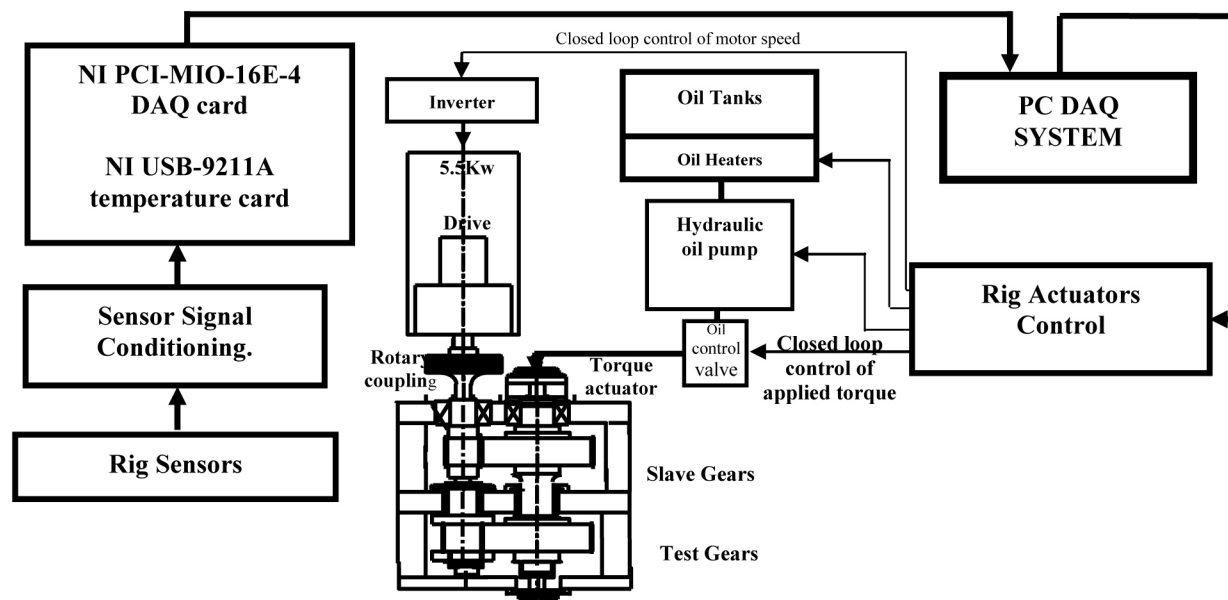 Closed loop control of motor speed
NI PCI-MIO-16E-4
DAQ card
NI USB-9211A
temperature card
Inverter
Oil Tanks
Oil Heaters
PC DAQ
SYSTEM
5.5Kw
Drive
Hydraulic
oil pump
Sensor Signal
Conditioning.
Rig Actuators
Control
Rotary
coupling
Torque
actuator
Oil
control
valve
Closed loop
control of
applied torque
Rig Sensors
Slave Gears
Test Gears